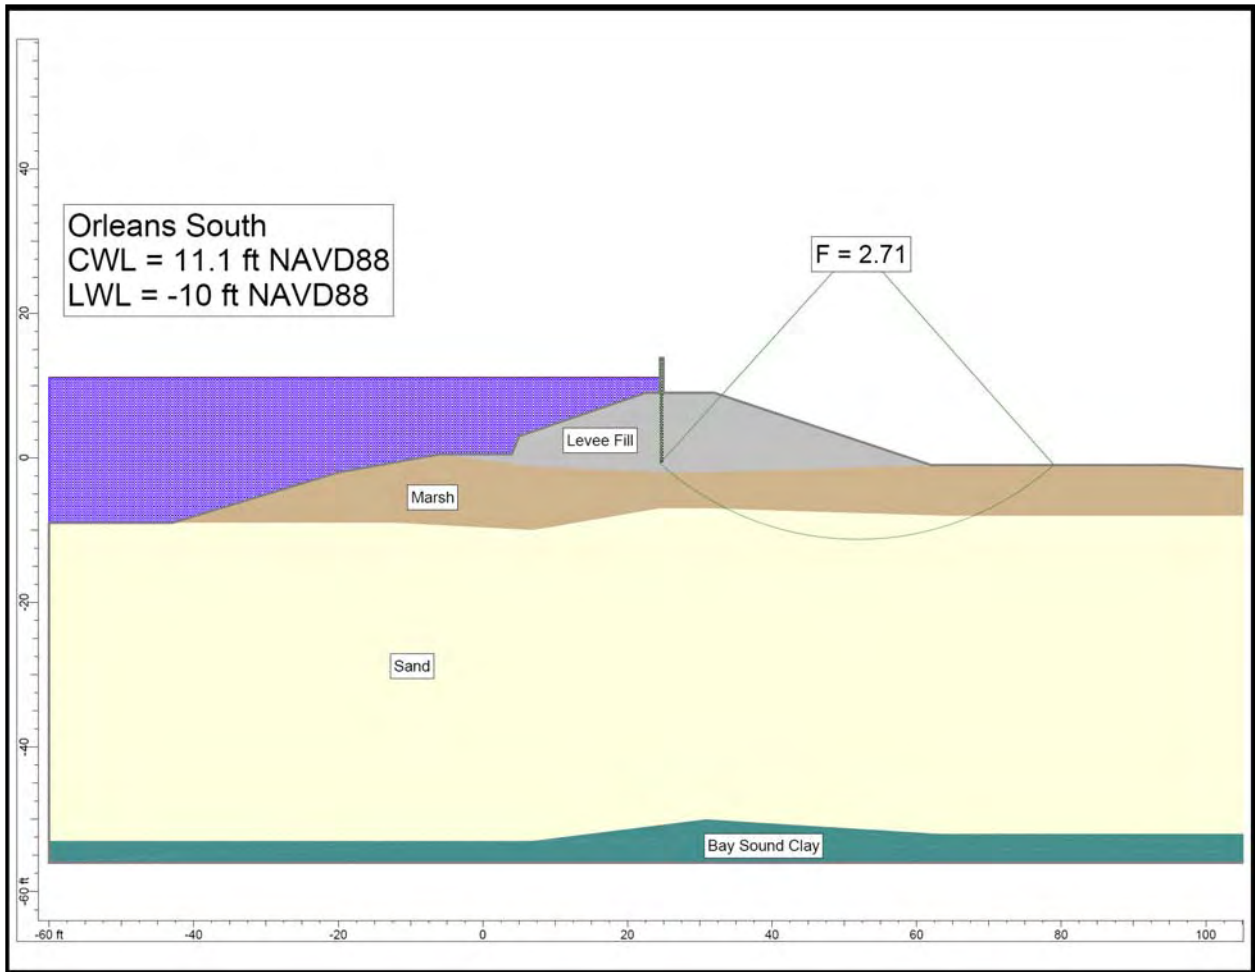 40
20
0
-20
-40
-60 ft
Orleans South
CWL = 11.1 ft NAVD88
LWL = -10 ft NAVD88
F = 2.71
Levee Fill
Marsh
Sand
Bay Sound Clay
-60 ft -40 -20 0 20 40 60 80 100